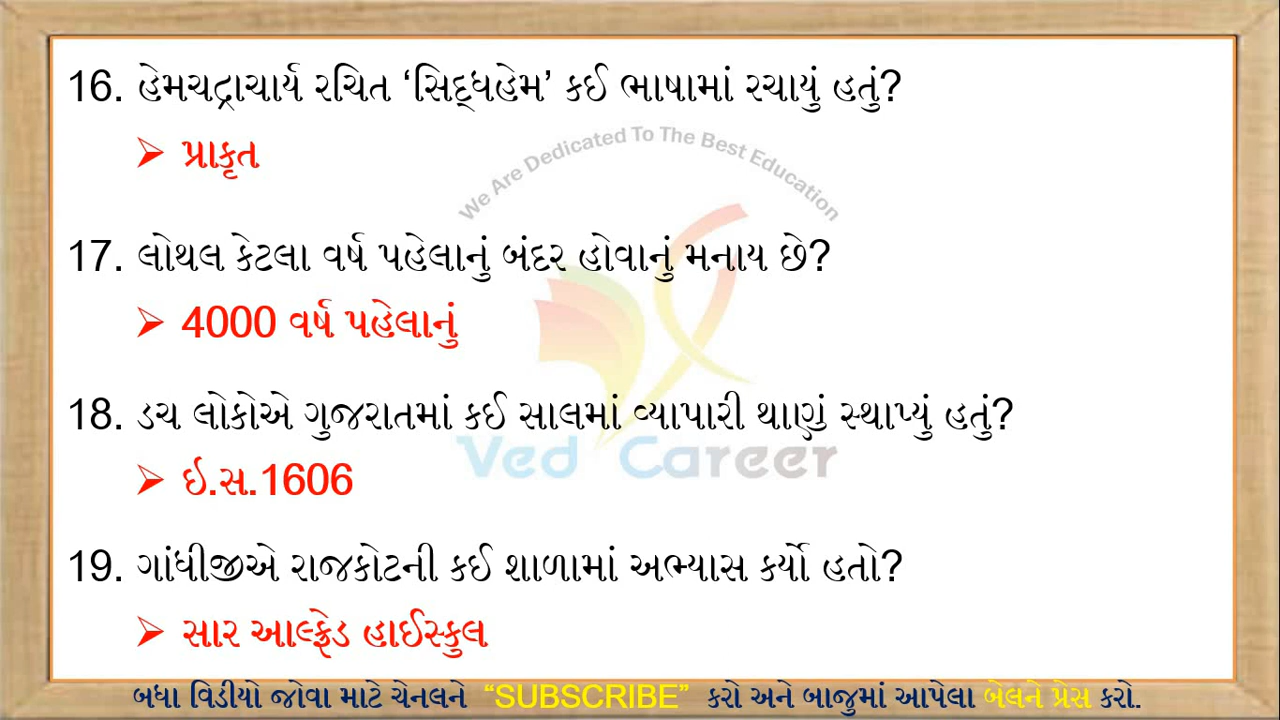 16. હેમચટ્રાચાર્ય રચિત ‘સિદ્ધહેમ’ કઈ ભાષામાં રચાયું હતું?
➢ પ્રાકૃત
We Are Dedicated To The Best Education
17. લોથલ કેટલા વર્ષ પહેલાનું બંદર હોવાનું મનાય છે?
➢ 4000 વર્ષ પહેલાનું
18. ડચ લોકોએ ગુજરાતમાં કઈ સાલમાં વ્યાપારી થાણું સ્થાપ્યું હતું?
Ved Career
➢ ઇ.સ.1606
19. ગાંધીજીએ રાજકોટની કઈ શાળામાં અભ્યાસ કર્યો હતો?
➢ સાર આલ્ફ્રેડ હાઈસ્કુલ
બધા વિડીયો જોવા માટે ચેનલને “SUBSCRIBE” કરો અને બાજુમાં આપેલા બેલને પ્રેસ કરો.